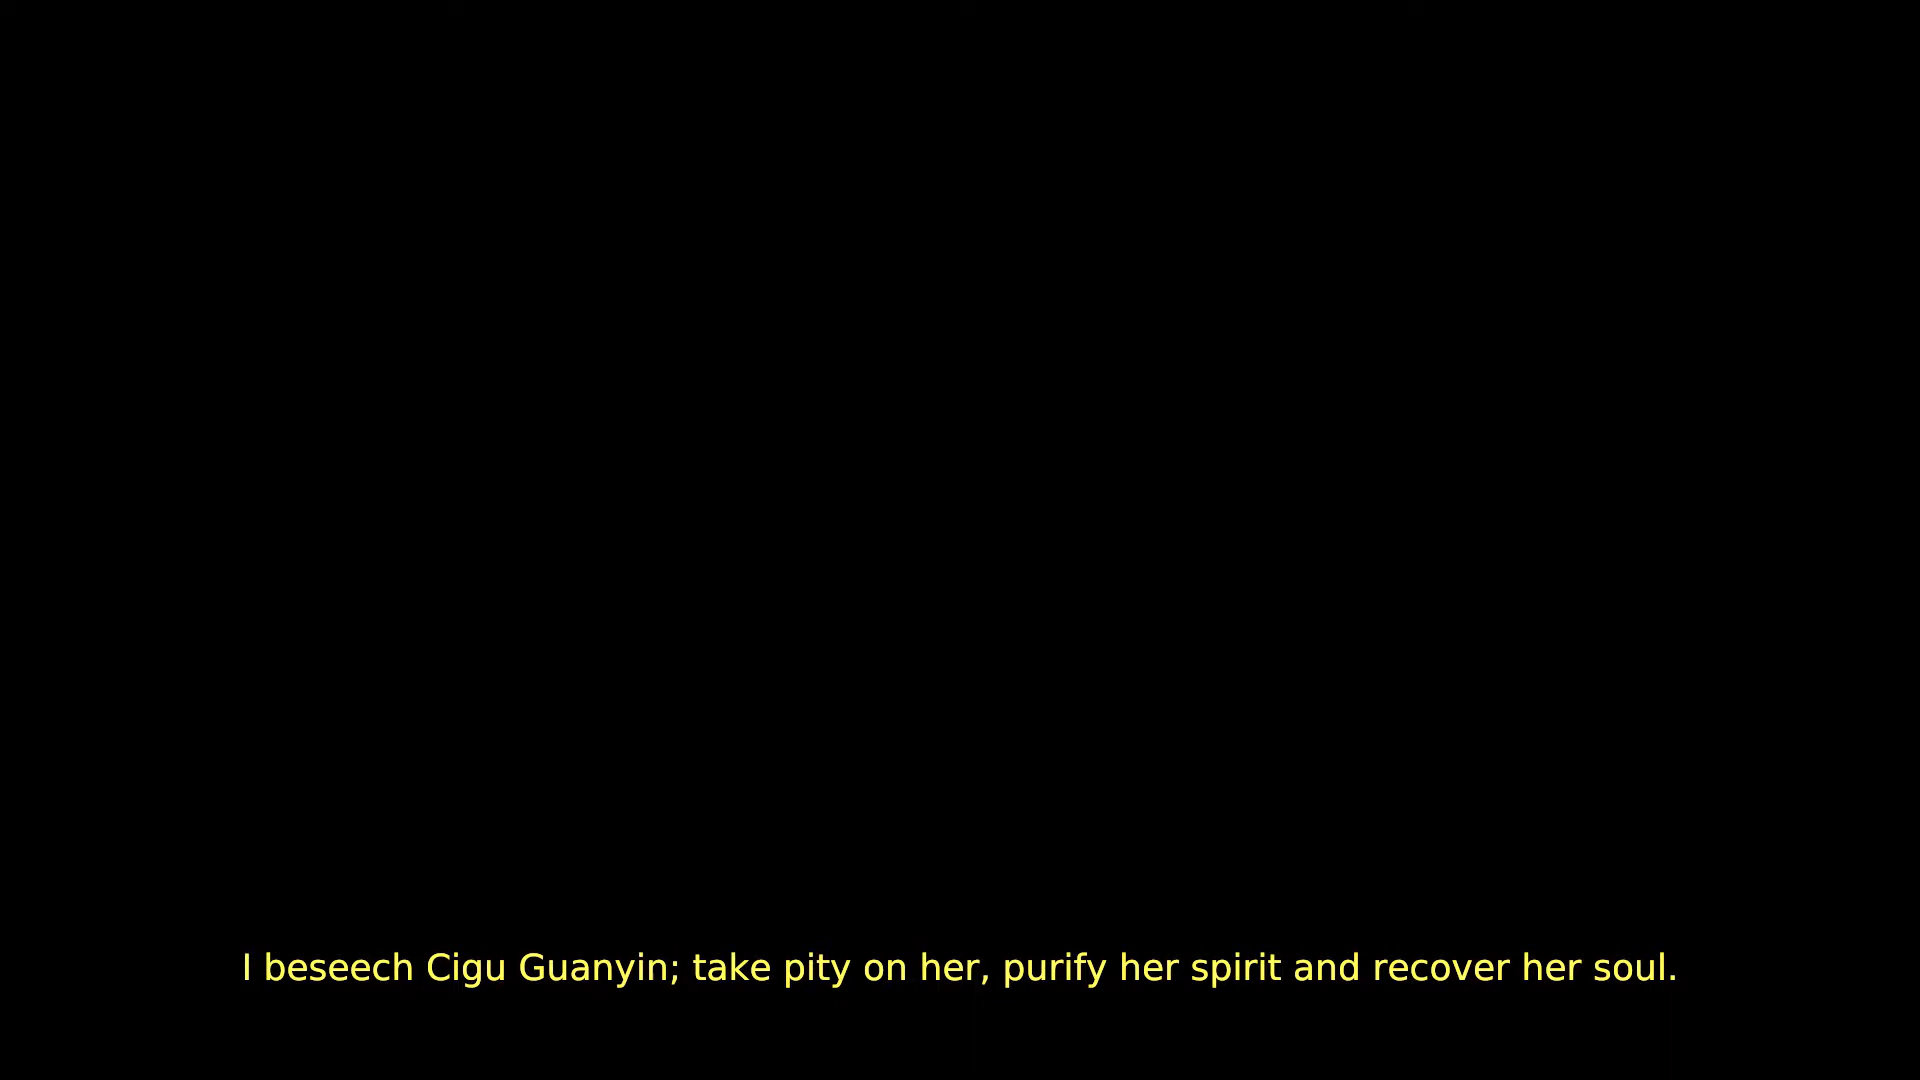 I beseech Cigu Guanyin; take pity on her, purify her spirit and recover her soul.